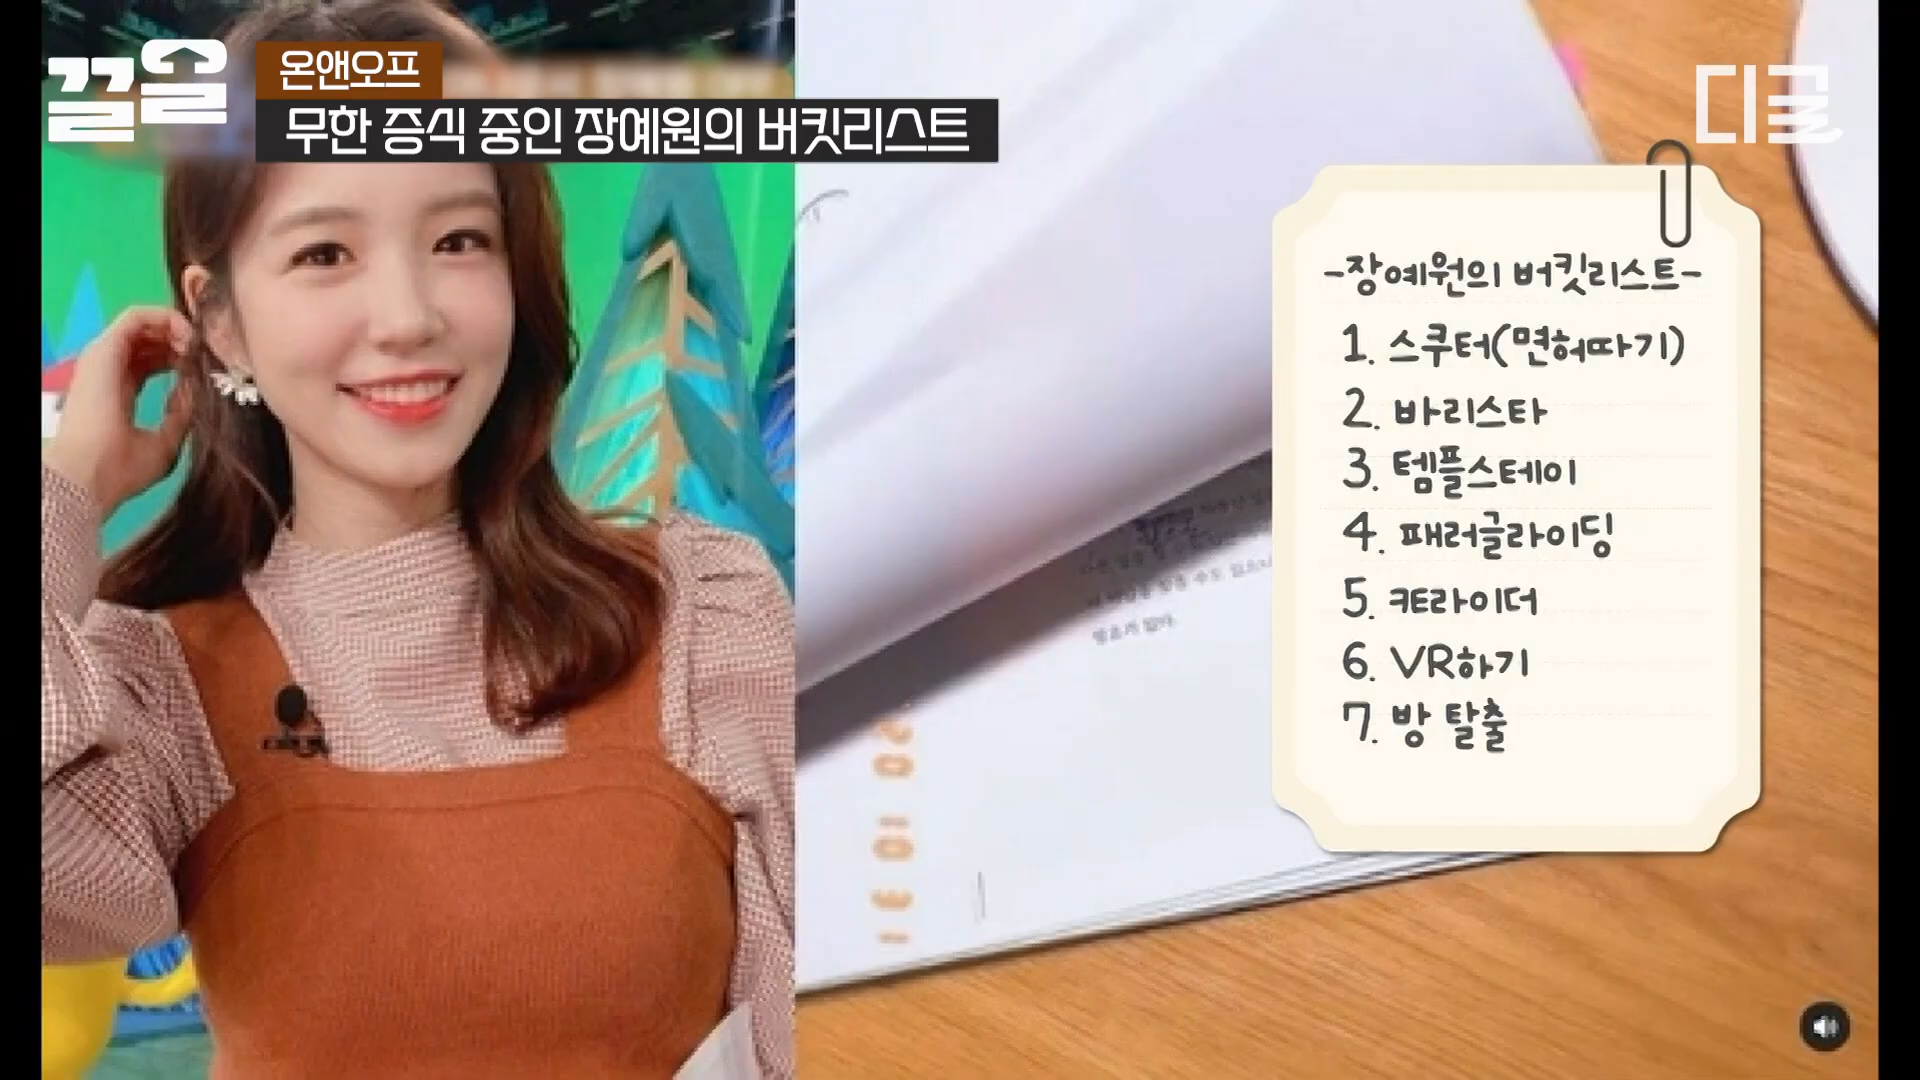 끌올
온앤오프
무한 증식 중인 장예원의 버킷리스트
디글
-장예원의 버킷리스트-
1. 스쿠터(면허따기)
2. 바리스타
3. 템플스테이
4. 패러글라이딩
5. 캬트라이더
6. VR하기
7. 방 탈출